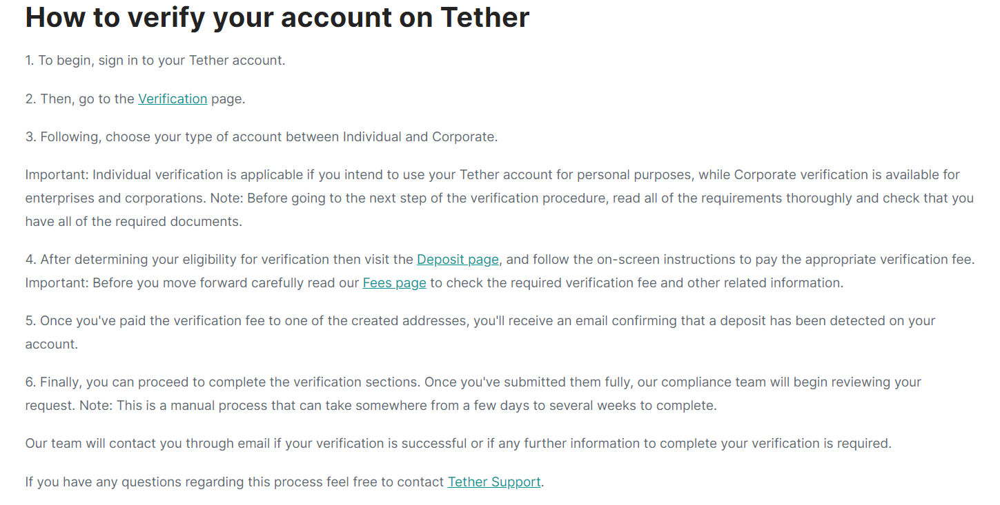 How to verify your account on Tether
1. To begin, sign in to your Tether account.
2. Then, go to the Verification page.
3. Following, choose your type of account between Individual and Corporate.
Important: Individual verification is applicable if you intend to use your Tether account for personal purposes, while Corporate verification is available for
enterprises and corporations. Note: Before going to the next step of the verification procedure, read all of the requirements thoroughly and check that you
have all of the required documents.
4. After determining your eligibility for verification then visit the Deposit page, and follow the on-screen instructions to pay the appropriate verification fee.
Important: Before you move forward carefully read our Fees page to check the required verification fee and other related information.
5. Once you've paid the verification fee to one of the created addresses, you'll receive an email confirming that a deposit has been detected on your
account.
6. Finally, you can proceed to complete the verification sections. Once you've submitted them fully, our compliance team will begin reviewing your
request. Note: This is a manual process that can take somewhere from a few days to several weeks to complete.
Our team will contact you through email if your verification is successful or if any further information to complete your verification is required.
If you have any questions regarding this process feel free to contact Tether Support.